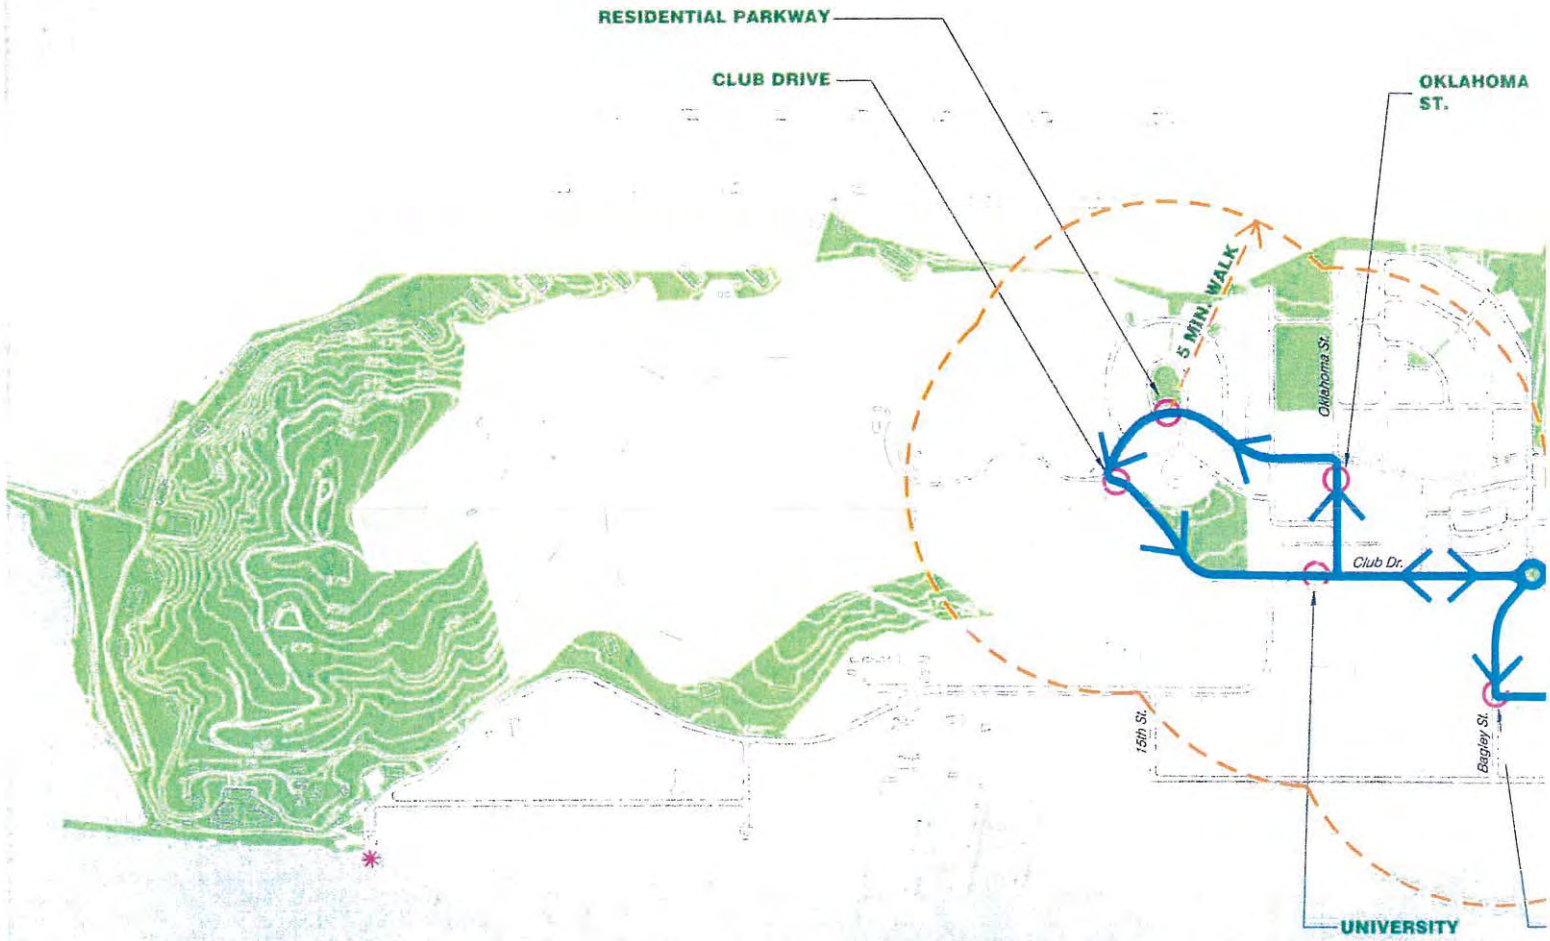 RESIDENTIAL PARKWAY
CLUB DRIVE
OKLAHOMA
ST.
5 MIN. WALK
Oklahoma St.
Club Dr.
15th St.
Bagley St.
UNIVERSITY